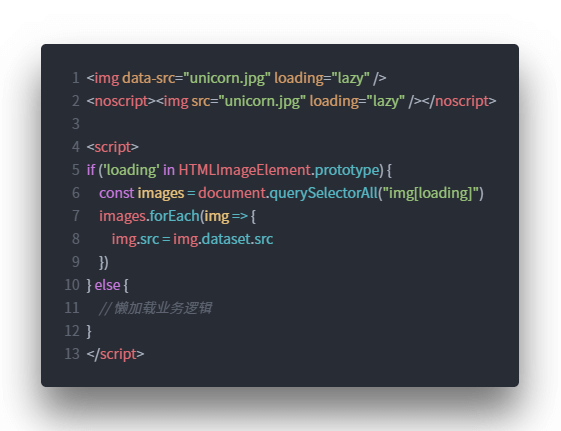 1 <img data-src="unicorn.jpg" loading="lazy" />
2 <noscript><img src="unicorn.jpg" loading="lazy" /></noscript>
3
4 <script>
5 if ('loading' in HTMLImageElement.prototype) {
6     const images = document.querySelectorAll("img[loading]")
7     images.forEach(img => {
8         img.src = img.dataset.src
9     })
10 } else {
11     // 懒加载业务逻辑
12 }
13 </script>